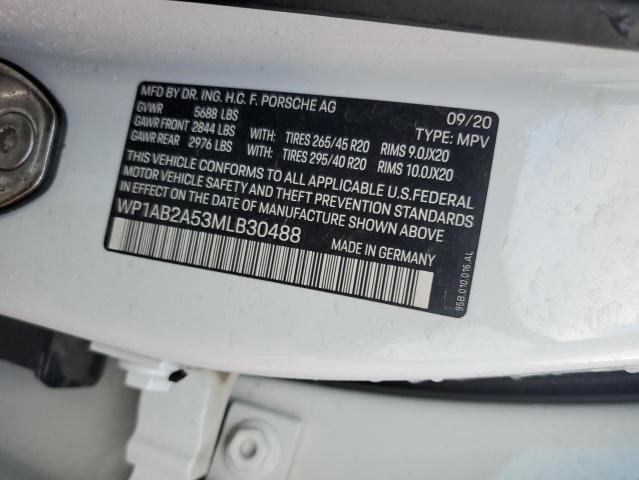 MFD BY DR. ING. H.C. F. PORSCHE AG 09/20
GVWR 5688 LBS TYPE: MPV
GAWR FRONT 2844 LBS WITH: TIRES 265/45 R20 RIMS 9.0JX20
GAWR REAR 2976 LBS WITH: TIRES 295/40 R20 RIMS 10.0JX20
THIS VEHICLE CONFORMS TO ALL APPLICABLE U.S. FEDERAL
MOTOR VEHICLE SAFETY AND THEFT PREVENTION STANDARDS
IN EFFECT ON THE DATE OF MANUFACTURE SHOWN ABOVE
WP1AB2A53MLB30488
MADE IN GERMANY
95B.010.016.AL